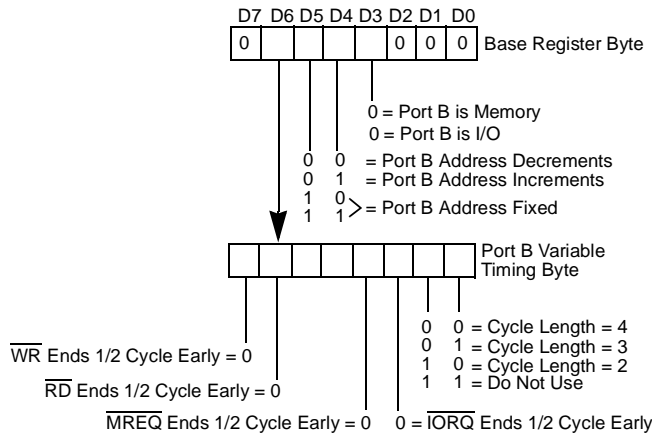 D7 D6 D5 D4 D3 D2 D1 D0
0 0 0 0 Base Register Byte
0 = Port B is Memory
0 = Port B is I/O
0 0 = Port B Address Decrements
0 1 = Port B Address Increments
1 0
1 1 > = Port B Address Fixed
Port B Variable
Timing Byte
0 0 = Cycle Length = 4
0 1 = Cycle Length = 3
1 0 = Cycle Length = 2
1 1 = Do Not Use
W̅R̅ Ends 1/2 Cycle Early = 0
R̅D̅ Ends 1/2 Cycle Early = 0
M̅R̅E̅Q̅ Ends 1/2 Cycle Early = 0 0 = I̅O̅R̅Q̅ Ends 1/2 Cycle Early